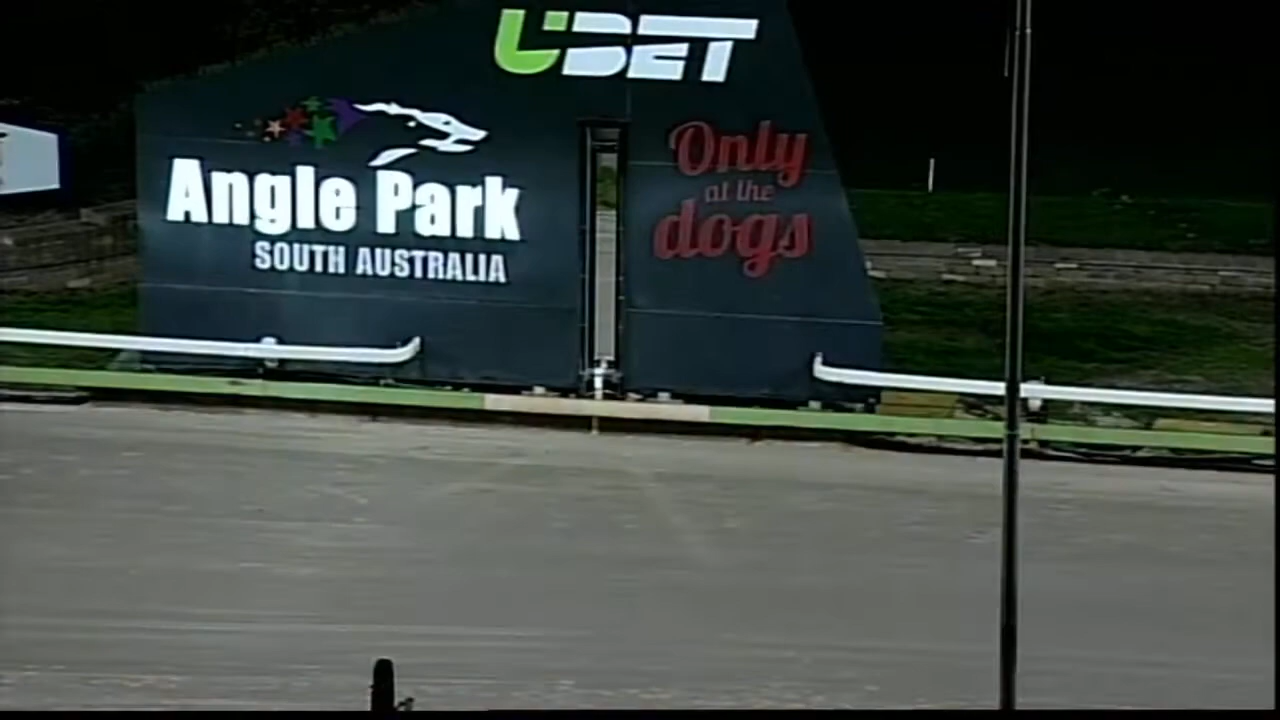 UBET
Angle Park
SOUTH AUSTRALIA
Only
at the
dogs